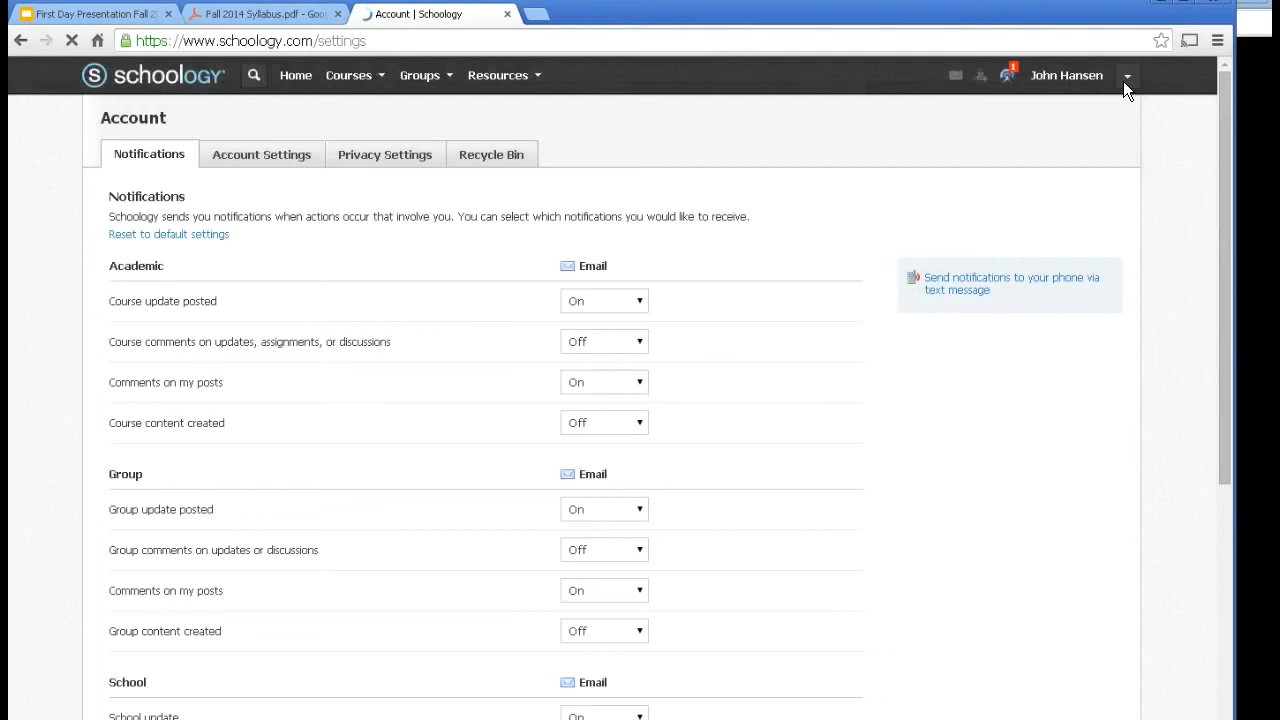 First Day Presentation Fall 2
Fall 2014 Syllabus.pdf - Goo
Account | Schoology
https://www.schoology.com/settings
S schoology
Home Courses Groups Resources
1
John Hansen
Account
Notifications Account Settings Privacy Settings Recycle Bin
Notifications
Schoology sends you notifications when actions occur that involve you. You can select which notifications you would like to receive.
Reset to default settings
Academic Email
Send notifications to your phone via
text message
Course update posted On
Course comments on updates, assignments, or discussions Off
Comments on my posts On
Course content created Off
Group Email
Group update posted On
Group comments on updates or discussions Off
Comments on my posts On
Group content created Off
School Email
School update On